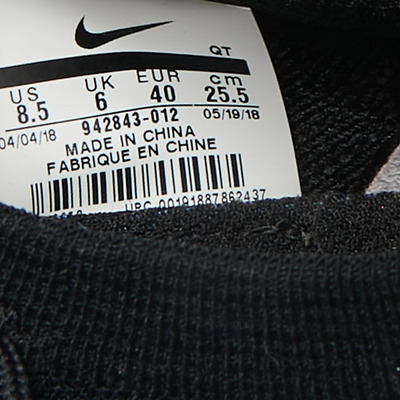 QT
US UK EUR cm
8.5 6 40 25.5
04/04/18 942843-012 05/19/18
MADE IN CHINA
FABRIQUE EN CHINE
UPC 00191887862437